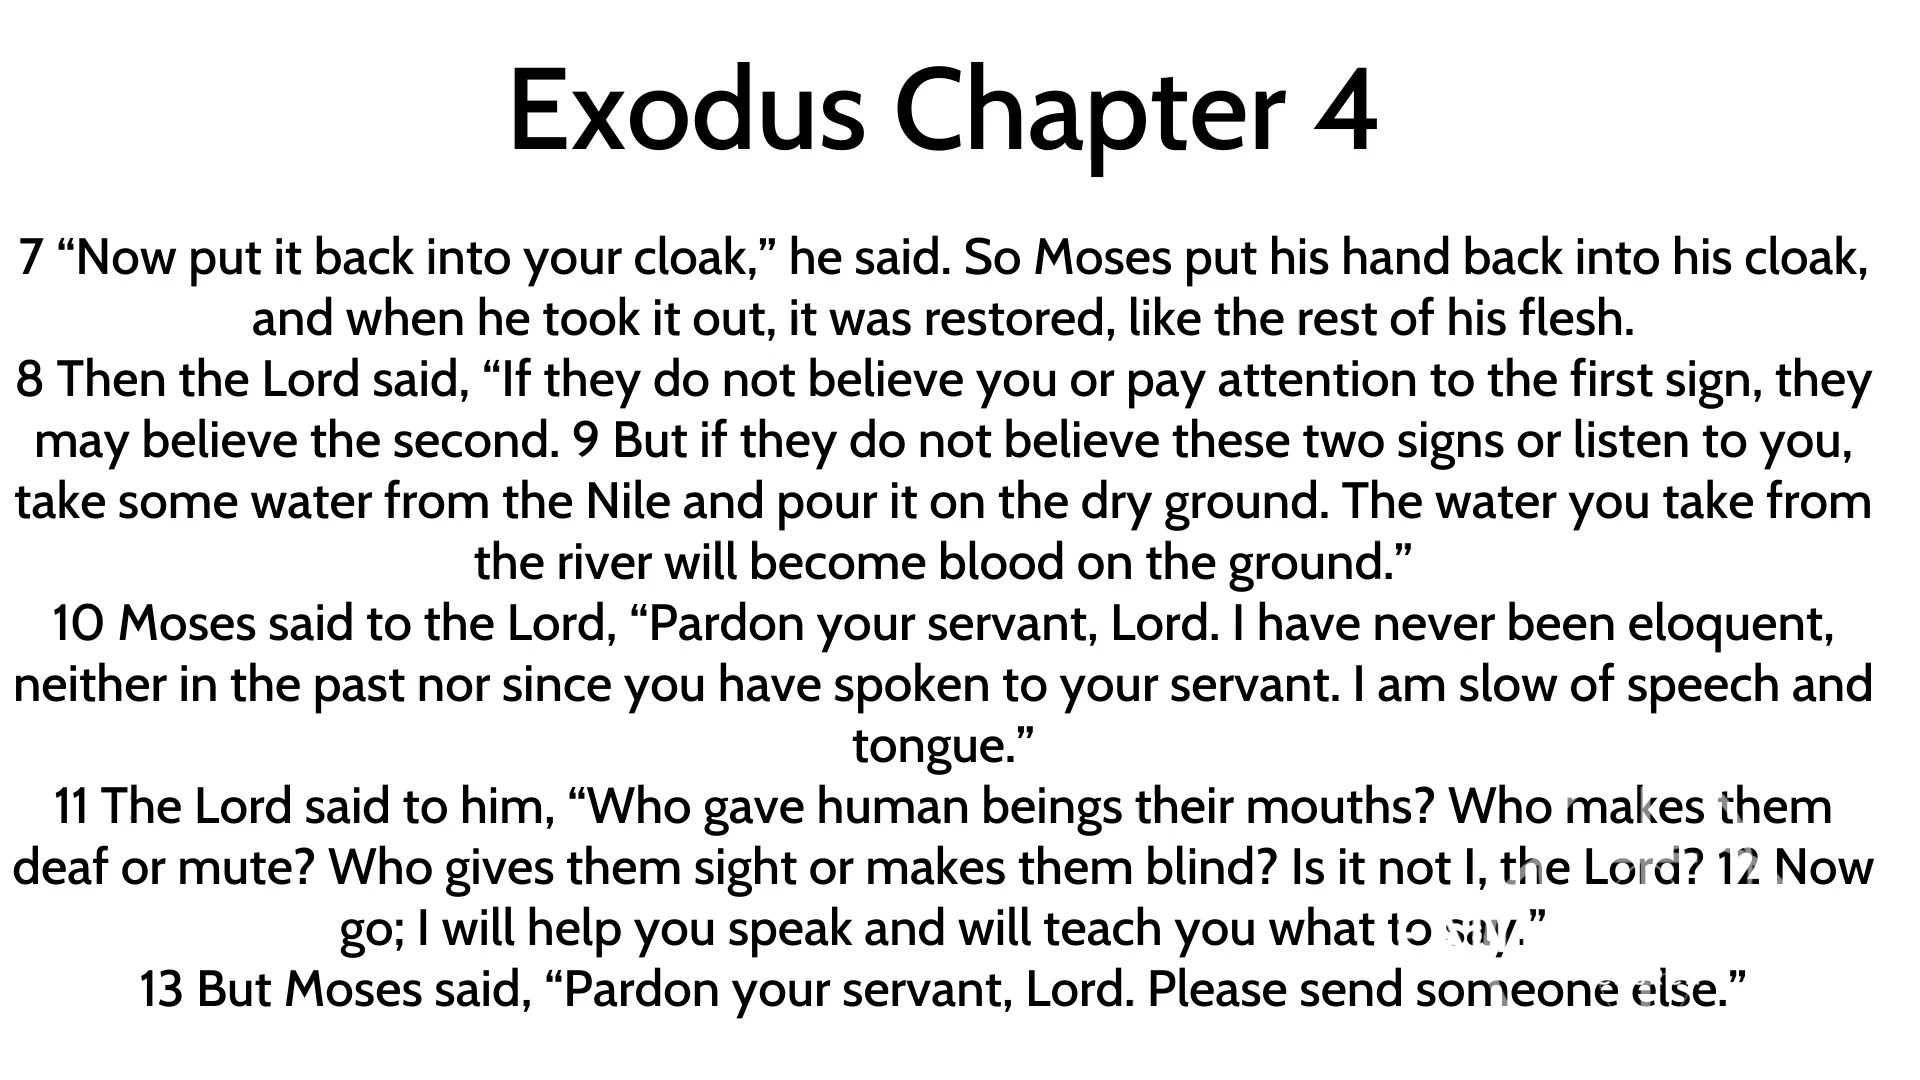 Exodus Chapter 4
7 “Now put it back into your cloak,” he said. So Moses put his hand back into his cloak,
and when he took it out, it was restored, like the rest of his flesh.
8 Then the Lord said, “If they do not believe you or pay attention to the first sign, they
may believe the second. 9 But if they do not believe these two signs or listen to you,
take some water from the Nile and pour it on the dry ground. The water you take from
the river will become blood on the ground.”
10 Moses said to the Lord, “Pardon your servant, Lord. I have never been eloquent,
neither in the past nor since you have spoken to your servant. I am slow of speech and
tongue.”
11 The Lord said to him, “Who gave human beings their mouths? Who makes them
deaf or mute? Who gives them sight or makes them blind? Is it not I, the Lord? 12 Now
go; I will help you speak and will teach you what to say.”
13 But Moses said, “Pardon your servant, Lord. Please send someone else.”